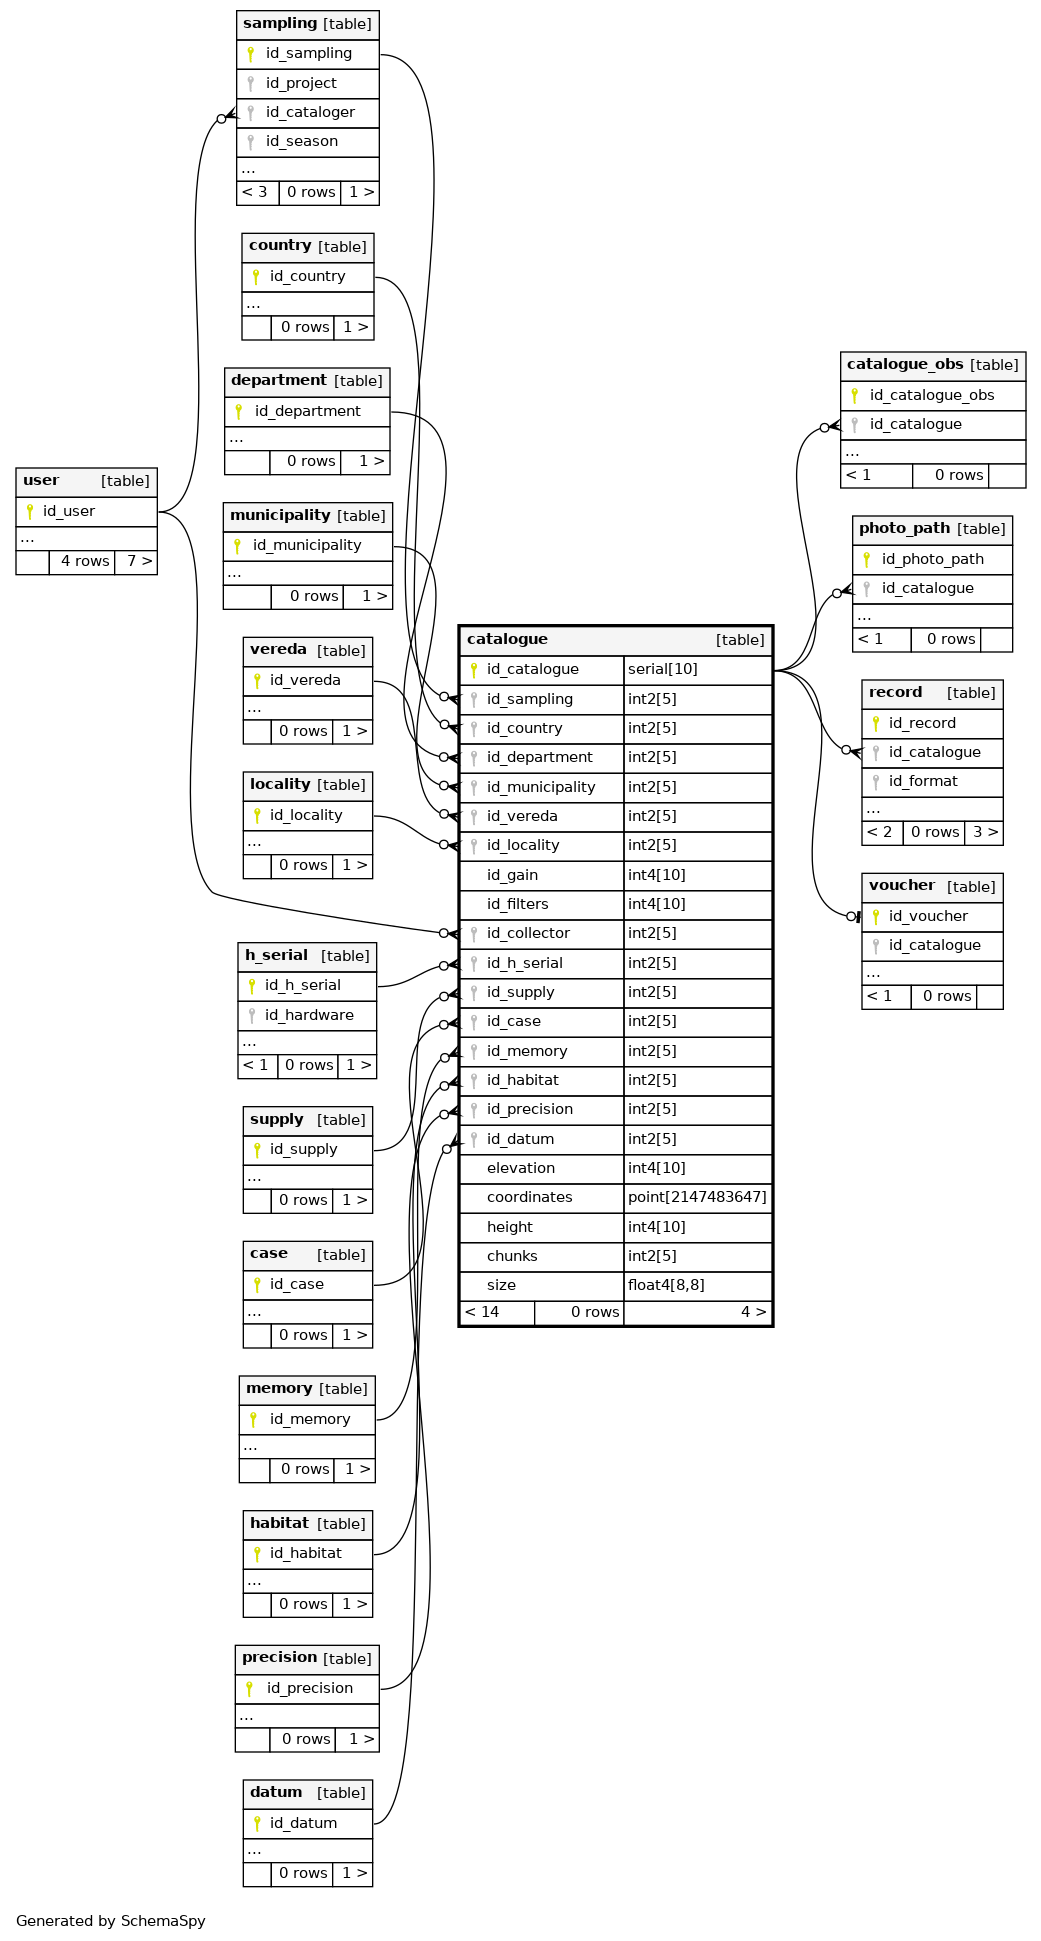 sampling [table]
id_sampling
id_project
id_cataloger
id_season
...
< 3 0 rows 1 >
country [table]
id_country
...
0 rows 1 >
department [table]
id_department
...
0 rows 1 >
user [table]
id_user
...
4 rows 7 >
municipality [table]
id_municipality
...
0 rows 1 >
vereda [table]
id_vereda
...
0 rows 1 >
locality [table]
id_locality
...
0 rows 1 >
h_serial [table]
id_h_serial
id_hardware
...
< 1 0 rows 1 >
supply [table]
id_supply
...
0 rows 1 >
case [table]
id_case
...
0 rows 1 >
memory [table]
id_memory
...
0 rows 1 >
habitat [table]
id_habitat
...
0 rows 1 >
precision [table]
id_precision
...
0 rows 1 >
datum [table]
id_datum
...
0 rows 1 >
catalogue [table]
id_catalogue serial[10]
id_sampling int2[5]
id_country int2[5]
id_department int2[5]
id_municipality int2[5]
id_vereda int2[5]
id_locality int2[5]
id_gain int4[10]
id_filters int4[10]
id_collector int2[5]
id_h_serial int2[5]
id_supply int2[5]
id_case int2[5]
id_memory int2[5]
id_habitat int2[5]
id_precision int2[5]
id_datum int2[5]
elevation int4[10]
coordinates point[2147483647]
height int4[10]
chunks int2[5]
size float4[8,8]
< 14 0 rows 4 >
catalogue_obs [table]
id_catalogue_obs
id_catalogue
...
< 1 0 rows
photo_path [table]
id_photo_path
id_catalogue
...
< 1 0 rows
record [table]
id_record
id_catalogue
id_format
...
< 2 0 rows 3 >
voucher [table]
id_voucher
id_catalogue
...
< 1 0 rows
Generated by SchemaSpy